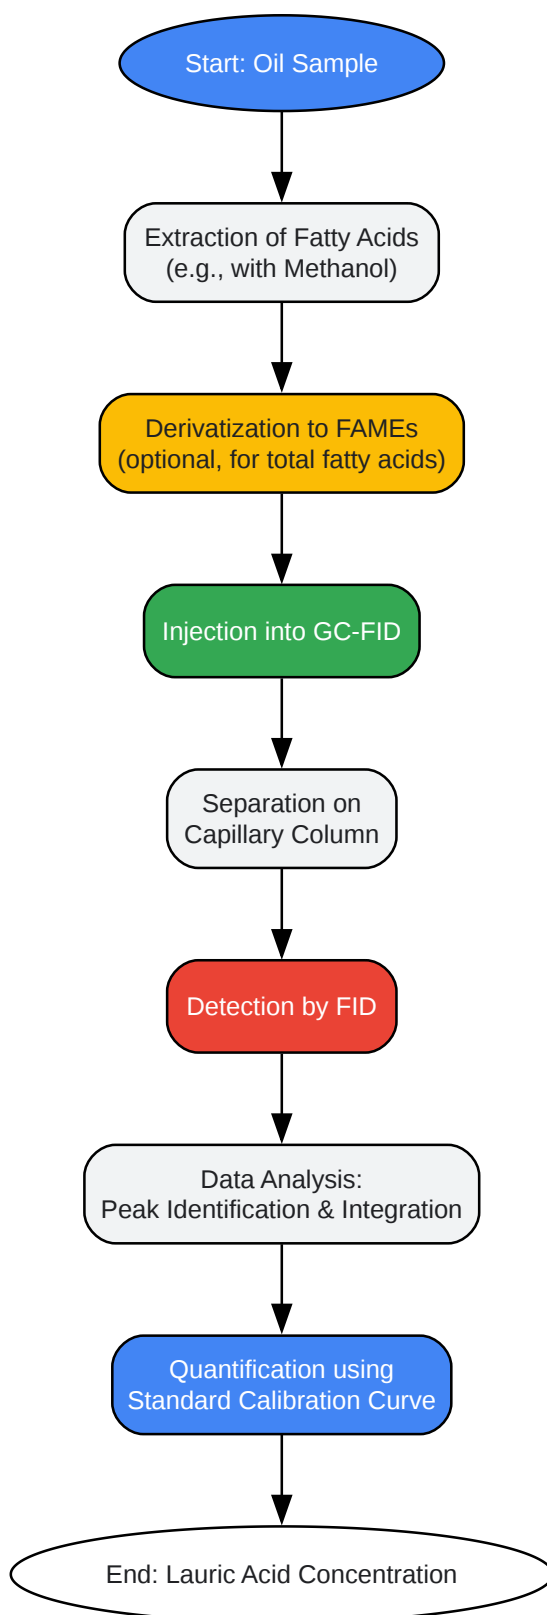 Start: Oil Sample
Extraction of Fatty Acids
(e.g., with Methanol)
Derivatization to FAMEs
(optional, for total fatty acids)
Injection into GC-FID
Separation on
Capillary Column
Detection by FID
Data Analysis:
Peak Identification & Integration
Quantification using
Standard Calibration Curve
End: Lauric Acid Concentration